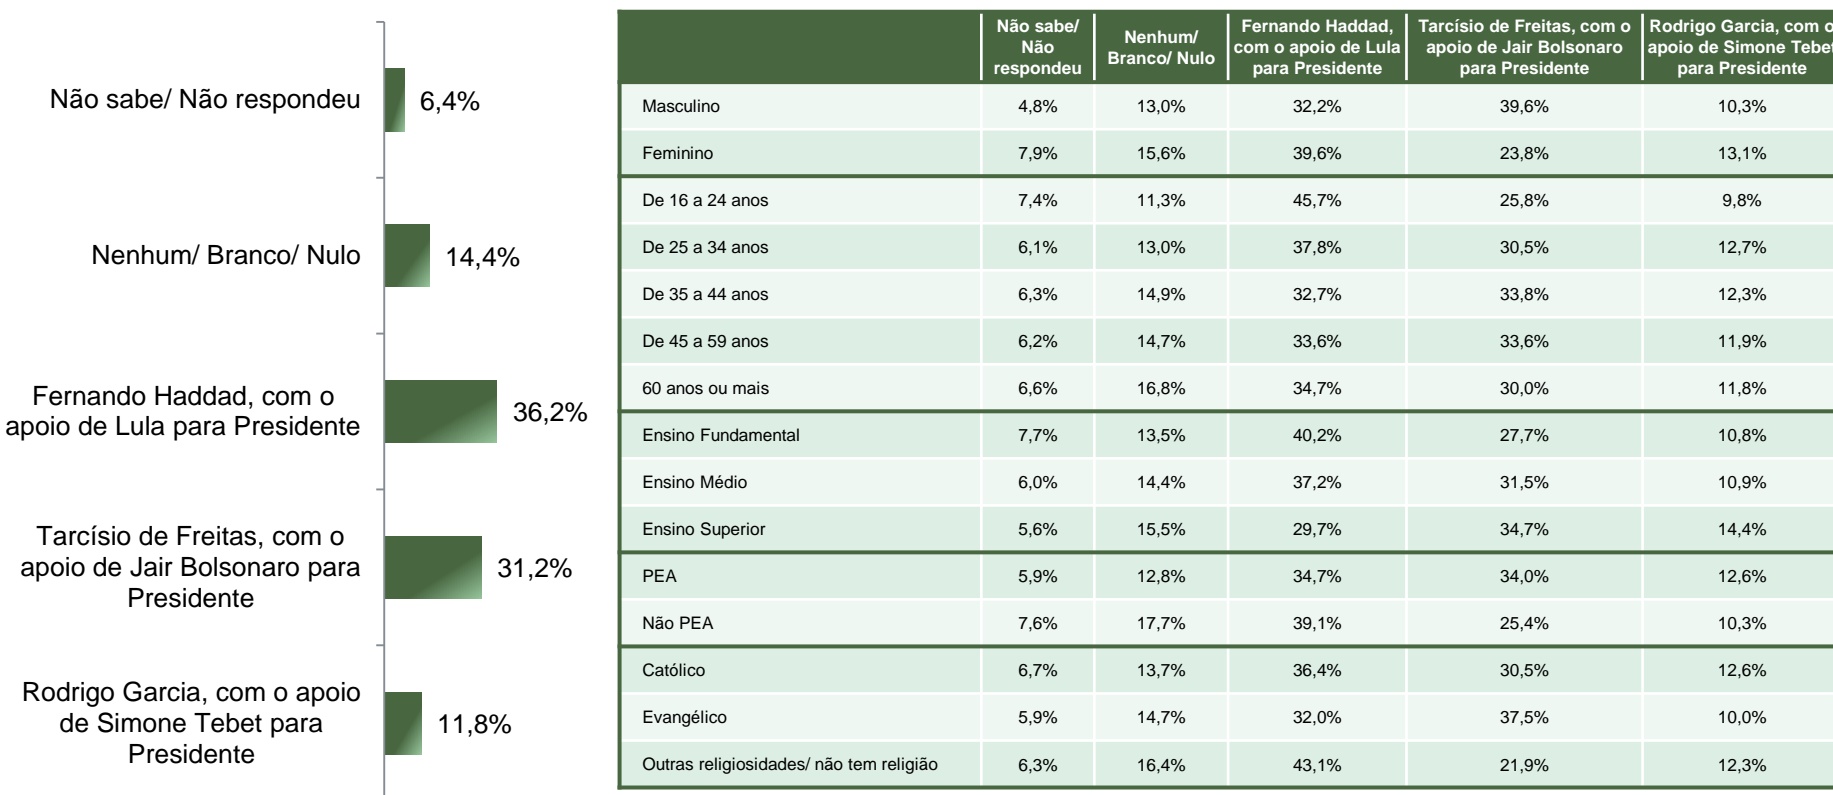 Não sabe/ Não respondeu
6,4%
Nenhum/ Branco/ Nulo
14,4%
Fernando Haddad, com o
apoio de Lula para Presidente
36,2%
Tarcísio de Freitas, com o
apoio de Jair Bolsonaro para
Presidente
31,2%
Rodrigo Garcia, com o apoio
de Simone Tebet para
Presidente
11,8%
Não sabe/ Não respondeu Nenhum/ Branco/ Nulo Fernando Haddad, com o apoio de Lula para Presidente Tarcísio de Freitas, com o apoio de Jair Bolsonaro para Presidente Rodrigo Garcia, com o apoio de Simone Tebet para Presidente
Masculino 4,8% 13,0% 32,2% 39,6% 10,3%
Feminino 7,9% 15,6% 39,6% 23,8% 13,1%
De 16 a 24 anos 7,4% 11,3% 45,7% 25,8% 9,8%
De 25 a 34 anos 6,1% 13,0% 37,8% 30,5% 12,7%
De 35 a 44 anos 6,3% 14,9% 32,7% 33,8% 12,3%
De 45 a 59 anos 6,2% 14,7% 33,6% 33,6% 11,9%
60 anos ou mais 6,6% 16,8% 34,7% 30,0% 11,8%
Ensino Fundamental 7,7% 13,5% 40,2% 27,7% 10,8%
Ensino Médio 6,0% 14,4% 37,2% 31,5% 10,9%
Ensino Superior 5,6% 15,5% 29,7% 34,7% 14,4%
PEA 5,9% 12,8% 34,7% 34,0% 12,6%
Não PEA 7,6% 17,7% 39,1% 25,4% 10,3%
Católico 6,7% 13,7% 36,4% 30,5% 12,6%
Evangélico 5,9% 14,7% 32,0% 37,5% 10,0%
Outras religiosidades/ não tem religião 6,3% 16,4% 43,1% 21,9% 12,3%